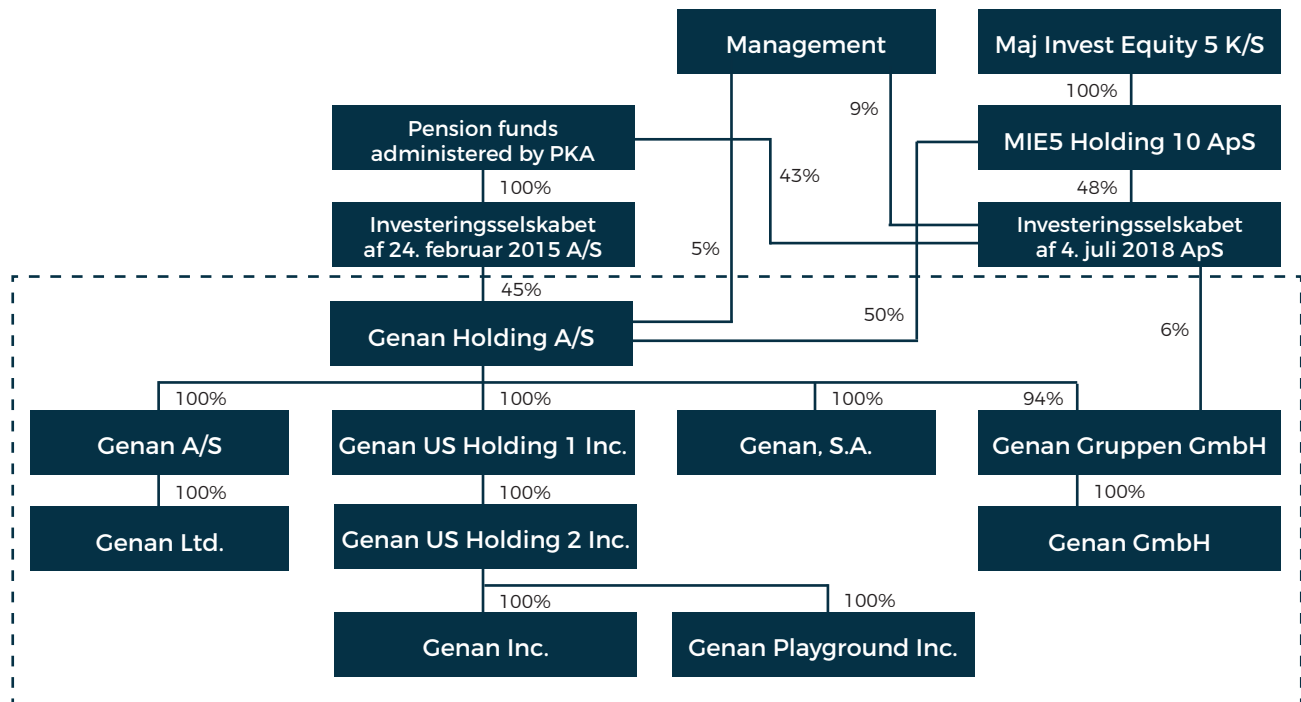 Management
Maj Invest Equity 5 K/S
100%
9%
Pension funds
administered by PKA
MIE5 Holding 10 ApS
43%
100%
48%
Investeringsselskabet
af 24. februar 2015 A/S
Investeringsselskabet
af 4. juli 2018 ApS
5%
45%
50%
6%
Genan Holding A/S
100%
100%
100%
94%
Genan A/S
Genan US Holding 1 Inc.
Genan, S.A.
Genan Gruppen GmbH
100%
100%
100%
Genan Ltd.
Genan US Holding 2 Inc.
Genan GmbH
100%
100%
Genan Inc.
Genan Playground Inc.